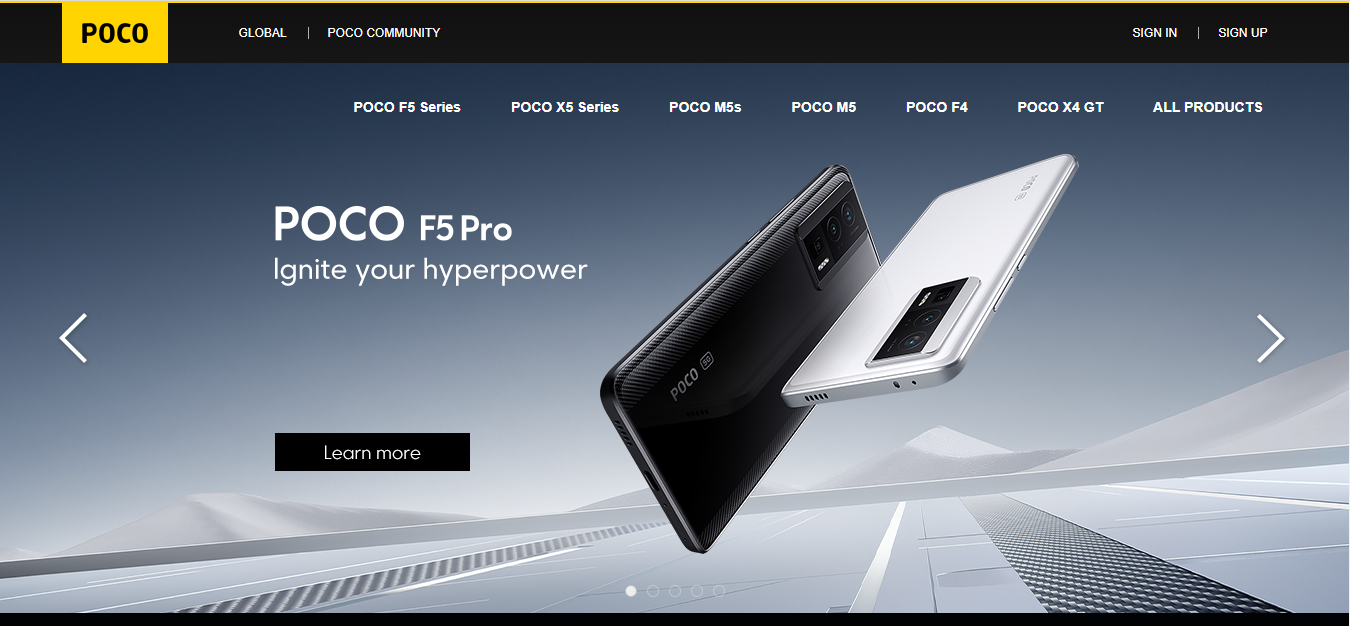 POCO
GLOBAL | POCO COMMUNITY
SIGN IN | SIGN UP
POCO F5 Series
POCO X5 Series
POCO M5s
POCO M5
POCO F4
POCO X4 GT
ALL PRODUCTS
POCO F5 Pro
Ignite your hyperpower
POCO 5G
Learn more